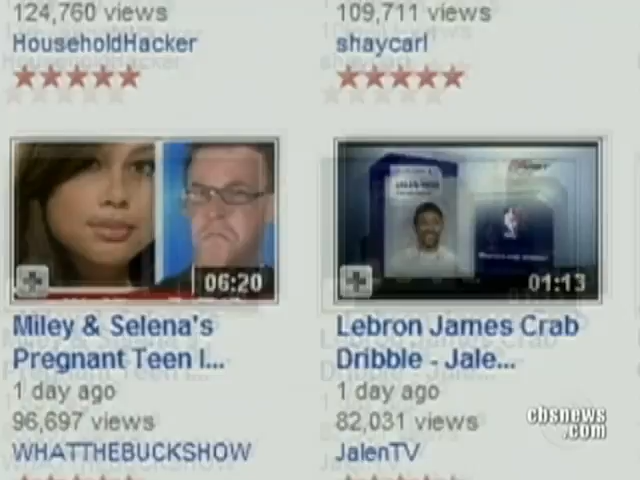 124,760 views
109,711 views
HouseholdHacker
shaycarl
06:20
01:13
Miley & Selena's
Pregnant Teen I...
Lebron James Crab
Dribble - Jale...
1 day ago
1 day ago
96,697 views
82,031 views
WHATTHEBUCKSHOW
JalenTV
cbsnews
.com